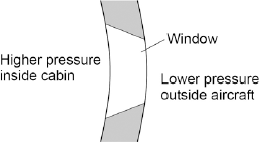 Window
Higher pressure
inside cabin
Lower pressure
outside aircraft